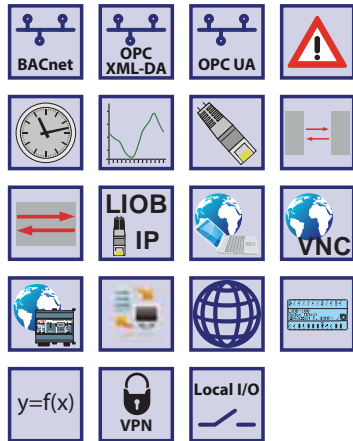 BACnet
OPC
XML-DA
OPC UA
!
LIOB
IP
VNC
y=f(x)
VPN
Local I/O